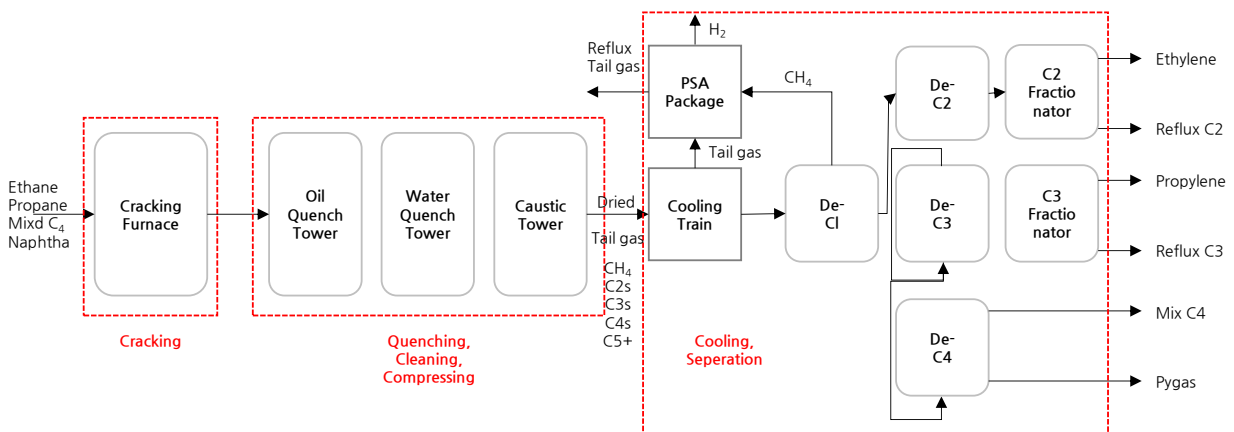 H₂
Reflux
Tail gas
PSA
Package
CH₄
De-
C2
C2
Fractio
nator
Ethylene
Reflux C2
Tail gas
Ethane
Propane
Mixd C₄
Naphtha
Cracking
Furnace
Oil
Quench
Tower
Water
Quench
Tower
Caustic
Tower
Dried
Tail gas
CH₄
C2s
C3s
C4s
C5+
Cooling
Train
De-
Cl
De-
C3
C3
Fractio
nator
Propylene
Reflux C3
De-
C4
Mix C4
Pygas
Cracking
Quenching,
Cleaning,
Compressing
Cooling,
Seperation